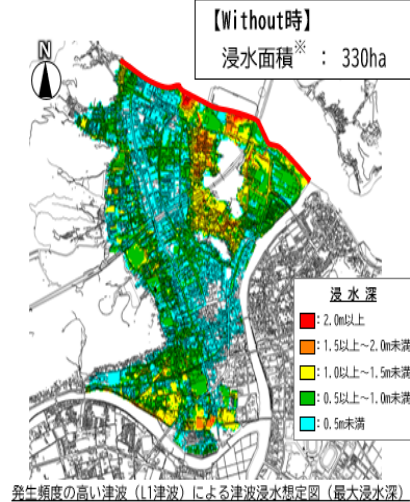 【Without時】
浸水面積※ : 330ha
N
浸 水 深
: 2.0m以上
: 1.5以上~2.0m未満
: 1.0以上~1.5m未満
: 0.5以上~1.0m未満
: 0.5m未満
発生頻度の高い津波(L1津波)による津波浸水想定図(最大浸水深)